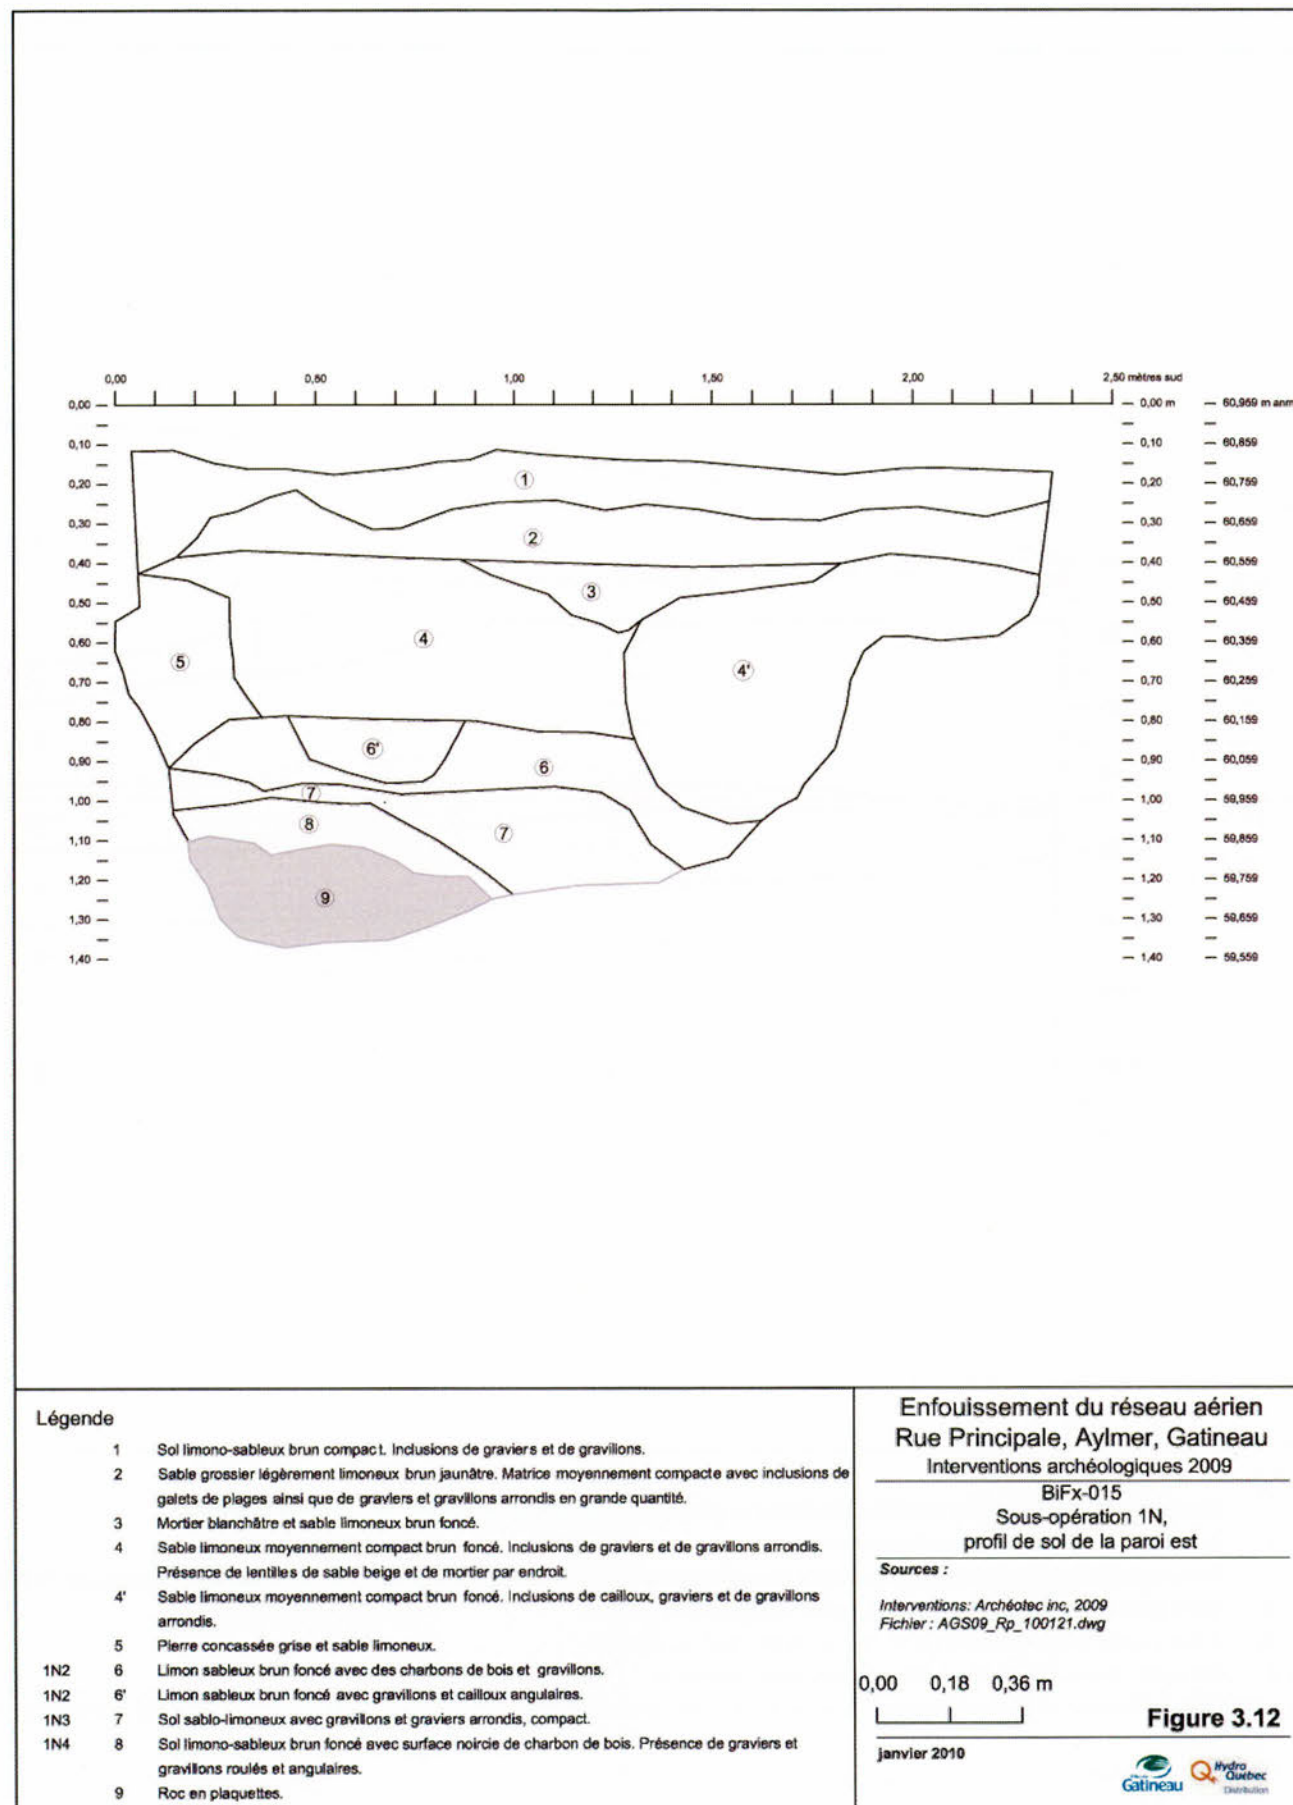 0,00 0,50 1,00 1,50 2,00 2,50 mètres sud
0,00 0,00 m 60,959 m anm
0,10 0,10 60,859
1
0,20 0,20 60,759
0,30 0,30 60,659
2
0,40 0,40 60,559
3
0,50 0,50 60,459
4
0,60 0,60 60,359
5 4'
0,70 0,70 60,259
0,80 0,80 60,159
6'
0,90 0,90 60,059
6
7
1,00 1,00 59,959
8 7
1,10 1,10 59,859
1,20 1,20 59,759
9
1,30 1,30 59,659
1,40 1,40 59,559
Légende
1 Sol limono-sableux brun compact. Inclusions de graviers et de gravillons.
2 Sable grossier légèrement limoneux brun jaunâtre. Matrice moyennement compacte avec inclusions de
galets de plages ainsi que de graviers et gravillons arrondis en grande quantité.
3 Mortier blanchâtre et sable limoneux brun foncé.
4 Sable limoneux moyennement compact brun foncé. Inclusions de graviers et de gravillons arrondis.
Présence de lentilles de sable beige et de mortier par endroit.
4' Sable limoneux moyennement compact brun foncé. Inclusions de cailloux, graviers et de gravillons
arrondis.
5 Pierre concassée grise et sable limoneux.
1N2 6 Limon sableux brun foncé avec des charbons de bois et gravillons.
1N2 6' Limon sableux brun foncé avec gravillons et cailloux angulaires.
1N3 7 Sol sablo-limoneux avec gravillons et graviers arrondis, compact.
1N4 8 Sol limono-sableux brun foncé avec surface noircie de charbon de bois. Présence de graviers et
gravillons roulés et angulaires.
9 Roc en plaquettes.
Enfouissement du réseau aérien
Rue Principale, Aylmer, Gatineau
Interventions archéologiques 2009
BiFx-015
Sous-opération 1N,
profil de sol de la paroi est
Sources :
Interventions: Archéotec inc, 2009
Fichier : AGS09_Rp_100121.dwg
0,00 0,18 0,36 m
Figure 3.12
janvier 2010
Gatineau
Hydro
Québec
Distribution